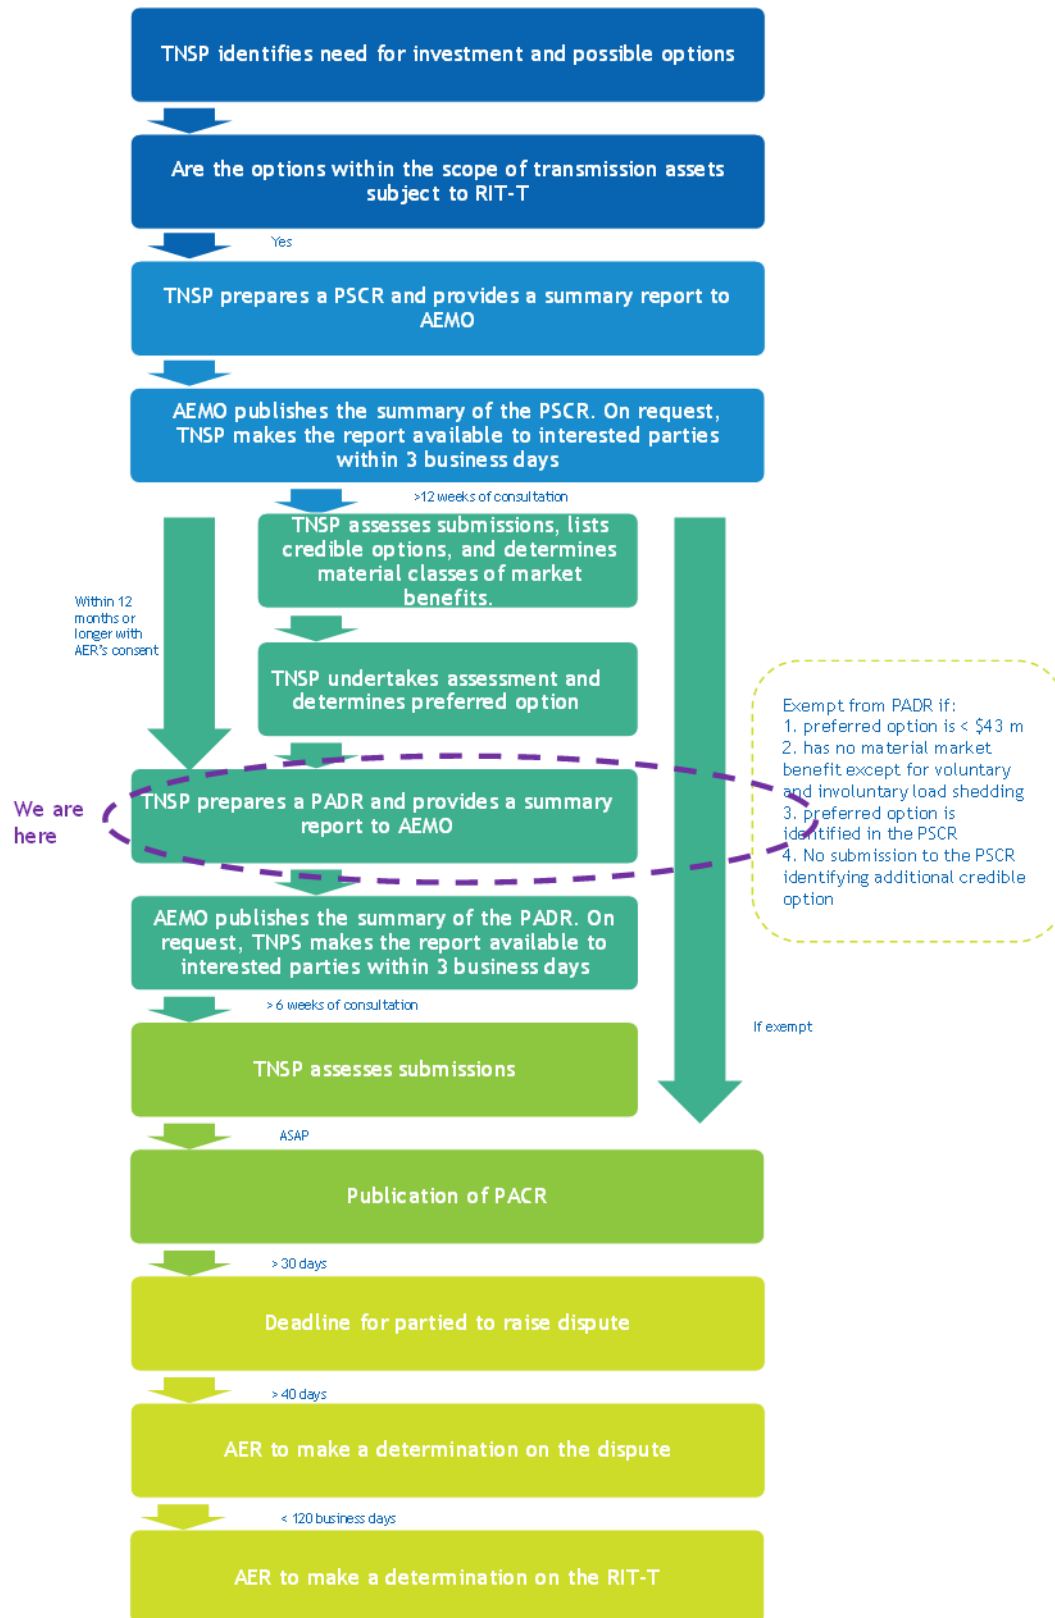 TNSP identifies need for investment and possible options
Are the options within the scope of transmission assets
subject to RIT-T
Yes
TNSP prepares a PSCR and provides a summary report to
AEMO
AEMO publishes the summary of the PSCR. On request,
TNSP makes the report available to interested parties
within 3 business days
>12 weeks of consultation
TNSP assesses submissions, lists
credible options, and determines
material classes of market
benefits.
Within 12
months or
longer with
AER's consent
TNSP undertakes assessment and
determines preferred option
Exempt from PADR if:
1. preferred option is < $43 m
2. has no material market
benefit except for voluntary
and involuntary load shedding
3. preferred option is
identified in the PSCR
4. No submission to the PSCR
identifying additional credible
option
We are
here
TNSP prepares a PADR and provides a summary
report to AEMO
AEMO publishes the summary of the PADR. On
request, TNPS makes the report available to
interested parties within 3 business days
> 6 weeks of consultation
If exempt
TNSP assesses submissions
ASAP
Publication of PACR
> 30 days
Deadline for partied to raise dispute
> 40 days
AER to make a determination on the dispute
< 120 business days
AER to make a determination on the RIT-T